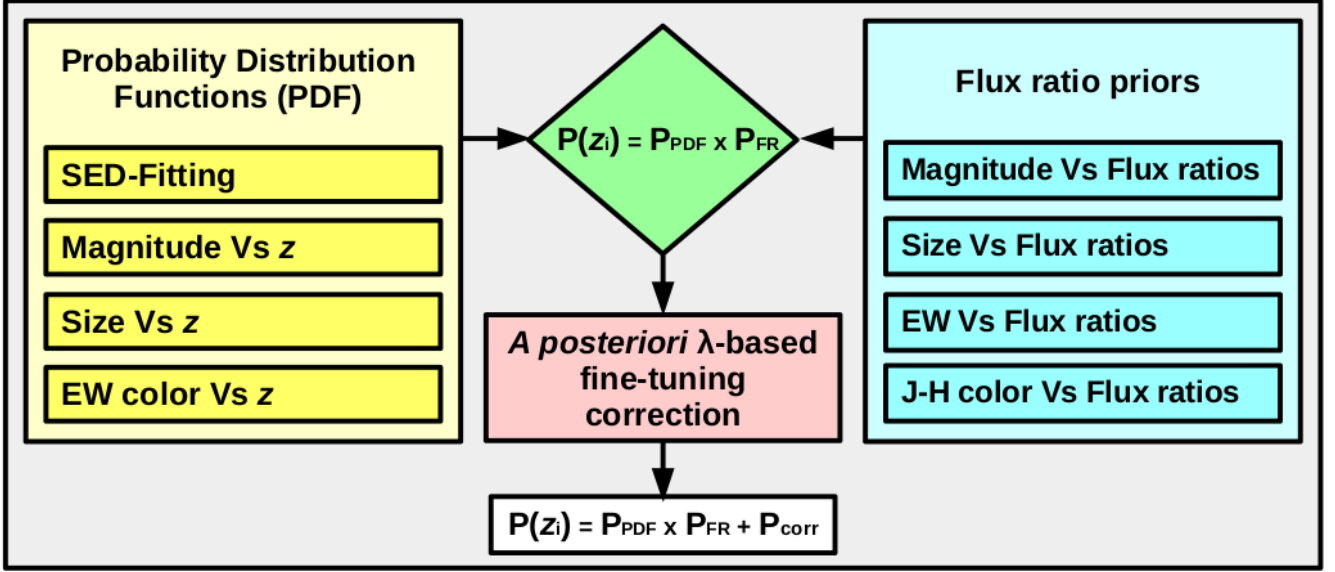 Probability Distribution
Functions (PDF)
SED-Fitting
Magnitude Vs z
Size Vs z
EW color Vs z
P(zi) = PPDF x PFR
A posteriori λ-based
fine-tuning
correction
P(zi) = PPDF x PFR + Pcorr
Flux ratio priors
Magnitude Vs Flux ratios
Size Vs Flux ratios
EW Vs Flux ratios
J-H color Vs Flux ratios